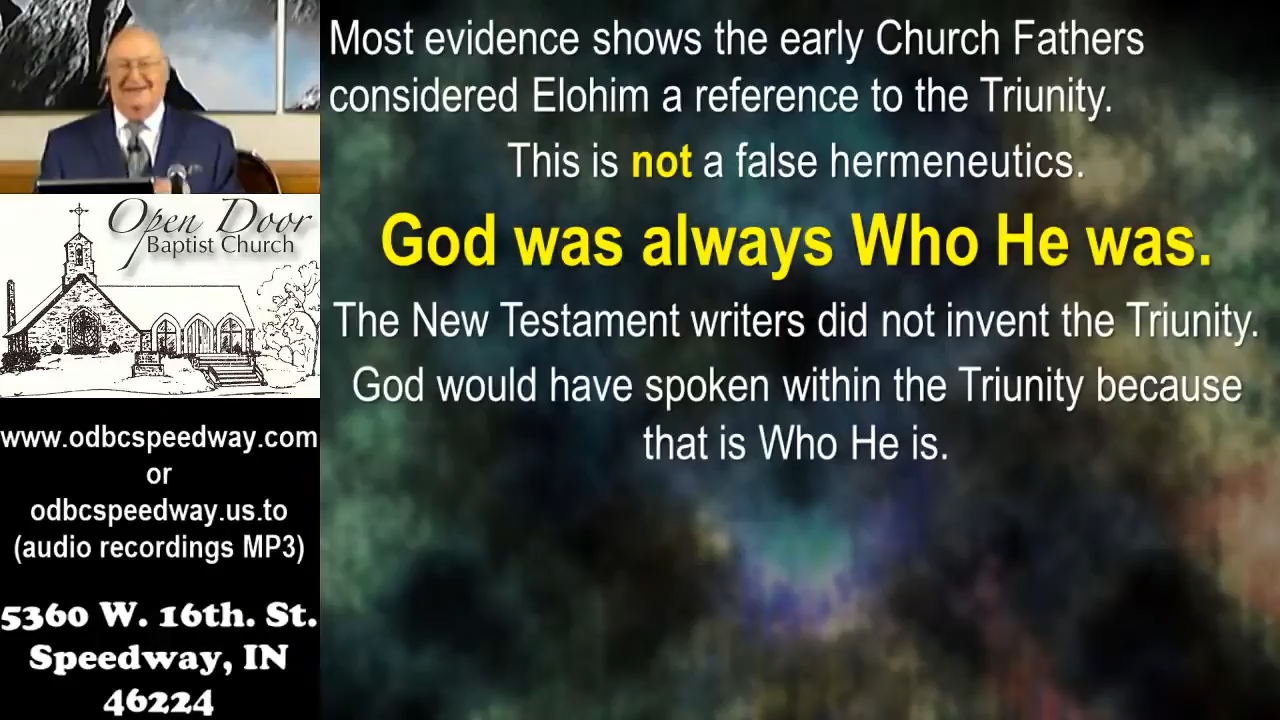 Most evidence shows the early Church Fathers
considered Elohim a reference to the Triunity.
This is not a false hermeneutics.
God was always Who He was.
The New Testament writers did not invent the Triunity.
God would have spoken within the Triunity because
that is Who He is.
Open Door
Baptist Church
www.odbcspeedway.com
or
odbcspeedway.us.to
(audio recordings MP3)
5360 W. 16th. St.
Speedway, IN
46224